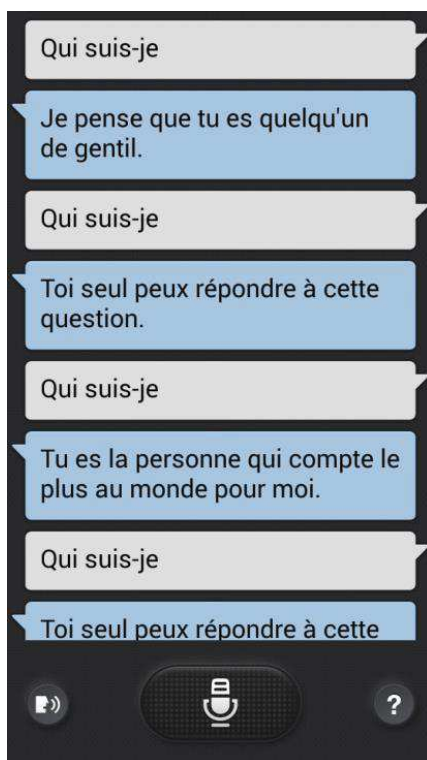 Qui suis-je
Je pense que tu es quelqu'un
de gentil.
Qui suis-je
Toi seul peux répondre à cette
question.
Qui suis-je
Tu es la personne qui compte le
plus au monde pour moi.
Qui suis-je
Toi seul peux répondre à cette
?